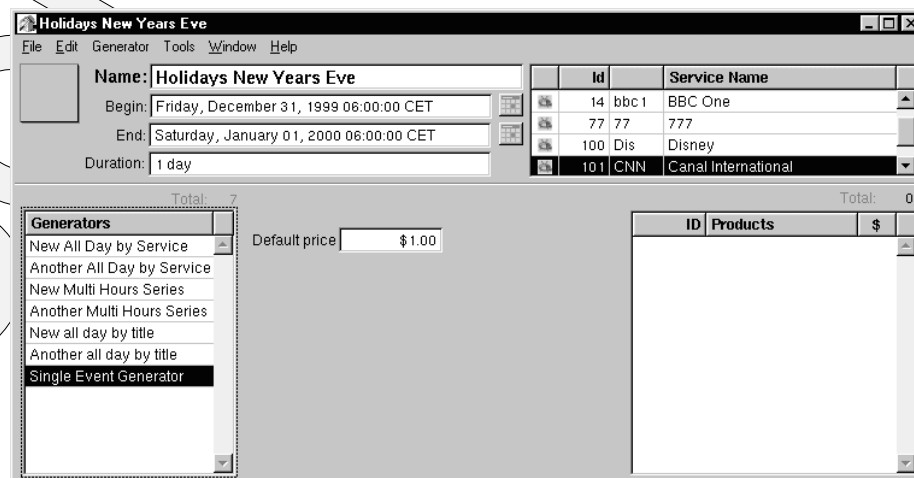 Holidays New Years Eve
File Edit Generator Tools Window Help
Name: Holidays New Years Eve
Begin: Friday, December 31, 1999 06:00:00 CET
End: Saturday, January 01, 2000 06:00:00 CET
Duration: 1 day
Id Service Name
14 bbc1 BBC One
77 77 777
100 Dis Disney
101 CNN Canal International
Total: 7
Total: 0
Generators
New All Day by Service
Another All Day by Service
New Multi Hours Series
Another Multi Hours Series
New all day by title
Another all day by title
Single Event Generator
Default price $1.00
ID Products $